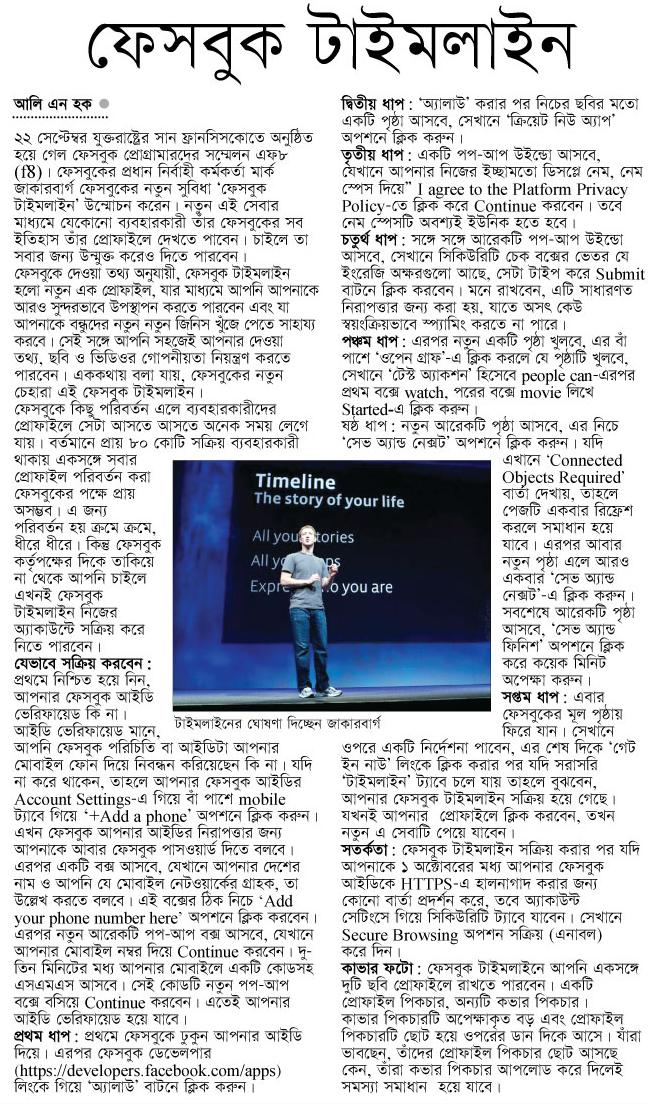 ফেসবুক টাইমলাইন
আলি এন হক
২২ সেপ্টেম্বর যুক্তরাষ্ট্রের সান ফ্রানসিসকোতে অনুষ্ঠিত
হয়ে গেল ফেসবুক প্রোগ্রামারদের সম্মেলন এফ৮
(f8)। ফেসবুকের প্রধান নির্বাহী কর্মকর্তা মার্ক
জাকারবার্গ ফেসবুকের নতুন সুবিধা ‘ফেসবুক
টাইমলাইন’ উন্মোচন করেন। নতুন এই সেবার
মাধ্যমে যেকোনো ব্যবহারকারী তাঁর ফেসবুকের সব
ইতিহাস তাঁর প্রোফাইলে দেখতে পাবেন। চাইলে তা
সবার জন্য উন্মুক্ত করেও দিতে পারবেন।
ফেসবুকে দেওয়া তথ্য অনুযায়ী, ফেসবুক টাইমলাইন
হলো নতুন এক প্রোফাইল, যার মাধ্যমে আপনি আপনাকে
আরও সুন্দরভাবে উপস্থাপন করতে পারবেন এবং যা
আপনাকে বন্ধুদের নতুন নতুন জিনিস খুঁজে পেতে সাহায্য
করবে। সেই সঙ্গে আপনি সহজেই আপনার দেওয়া
তথ্য, ছবি ও ভিডিওর গোপনীয়তা নিয়ন্ত্রণ করতে
পারবেন। এককথায় বলা যায়, ফেসবুকের নতুন
চেহারা এই ফেসবুক টাইমলাইন।
ফেসবুকে কিছু পরিবর্তন এলে ব্যবহারকারীদের
প্রোফাইলে সেটা আসতে আসতে অনেক সময় লেগে
যায়। বর্তমানে প্রায় ৮০ কোটি সক্রিয় ব্যবহারকারী
থাকায় একসঙ্গে সবার
প্রোফাইল পরিবর্তন করা
ফেসবুকের পক্ষে প্রায়
অসম্ভব। এ জন্য
পরিবর্তন হয় ক্রমে ক্রমে,
ধীরে ধীরে। কিন্তু ফেসবুক
কর্তৃপক্ষের দিকে তাকিয়ে
না থেকে আপনি চাইলে
এখনই ফেসবুক
টাইমলাইন নিজের
অ্যাকাউন্টে সক্রিয় করে
নিতে পারবেন।
যেভাবে সক্রিয় করবেন :
প্রথমে নিশ্চিত হয়ে নিন,
আপনার ফেসবুক আইডি
ভেরিফায়েড কি না।
আইডি ভেরিফায়েড মানে,
আপনি ফেসবুক পরিচিতি বা আইডিটা আপনার
মোবাইল ফোন দিয়ে নিবন্ধন করিয়েছেন কি না। যদি
না করে থাকেন, তাহলে আপনার ফেসবুক আইডির
Account Settings-এ গিয়ে বাঁ পাশে mobile
ট্যাবে গিয়ে ‘+Add a phone’ অপশনে ক্লিক করুন।
এখন ফেসবুক আপনার আইডির নিরাপত্তার জন্য
আপনাকে আবার ফেসবুক পাসওয়ার্ড দিতে বলবে।
এরপর একটি বক্স আসবে, যেখানে আপনার দেশের
নাম ও আপনি যে মোবাইল নেটওয়ার্কের গ্রাহক, তা
উল্লেখ করতে বলবে। এই বক্সের ঠিক নিচে ‘Add
your phone number here’ অপশনে ক্লিক করবেন।
এরপর নতুন আরেকটি পপ-আপ বক্স আসবে, যেখানে
আপনার মোবাইল নম্বর দিয়ে Continue করবেন। দু-
তিন মিনিটের মধ্য আপনার মোবাইলে একটি কোডসহ
এসএমএস আসবে। সেই কোডটি নতুন পপ-আপ
বক্সে বসিয়ে Continue করবেন। এতেই আপনার
আইডি ভেরিফায়েড হয়ে যাবে।
প্রথম ধাপ : প্রথমে ফেসবুকে ঢুকুন আপনার আইডি
দিয়ে। এরপর ফেসবুক ডেভেলপার
(https://developers.facebook.com/apps)
লিংকে গিয়ে ‘অ্যালাউ’ বাটনে ক্লিক করুন।
দ্বিতীয় ধাপ : ‘অ্যালাউ’ করার পর নিচের ছবির মতো
একটি পৃষ্ঠা আসবে, সেখানে ‘ক্রিয়েট নিউ অ্যাপ’
অপশনে ক্লিক করুন।
তৃতীয় ধাপ : একটি পপ-আপ উইন্ডো আসবে,
যেখানে আপনার নিজের ইচ্ছামতো ডিসপ্লে নেম, নেম
স্পেস দিয়ে” I agree to the Platform Privacy
Policy-তে ক্লিক করে Continue করবেন। তবে
নেম স্পেসটি অবশ্যই ইউনিক হতে হবে।
চতুর্থ ধাপ : সঙ্গে সঙ্গে আরেকটি পপ-আপ উইন্ডো
আসবে, সেখানে সিকিউরিটি চেক বক্সের ভেতর যে
ইংরেজি অক্ষরগুলো আছে, সেটা টাইপ করে Submit
বাটনে ক্লিক করবেন। মনে রাখবেন, এটি সাধারণত
নিরাপত্তার জন্য করা হয়, যাতে অসৎ কেউ
স্বয়ংক্রিয়ভাবে স্প্যামিং করতে না পারে।
পঞ্চম ধাপ : এরপর নতুন একটি পৃষ্ঠা খুলবে, এর বাঁ
পাশে ‘ওপেন গ্রাফ’-এ ক্লিক করলে যে পৃষ্ঠাটি খুলবে,
সেখানে ‘টেস্ট অ্যাকশন’ হিসেবে people can-এরপর
প্রথম বক্সে watch, পরের বক্সে movie লিখে
Started-এ ক্লিক করুন।
ষষ্ঠ ধাপ : নতুন আরেকটি পৃষ্ঠা আসবে, এর নিচে
‘সেভ অ্যান্ড নেক্সট’ অপশনে ক্লিক করুন। যদি
এখানে ‘Connected
Objects Required’
বার্তা দেখায়, তাহলে
পেজটি একবার রিফ্রেশ
করলে সমাধান হয়ে
যাবে। এরপর আবার
নতুন পৃষ্ঠা এলে আরও
একবার ‘সেভ অ্যান্ড
নেক্সট’-এ ক্লিক করুন।
সবশেষে আরেকটি পৃষ্ঠা
আসবে, ‘সেভ অ্যান্ড
ফিনিশ’ অপশনে ক্লিক
করে কয়েক মিনিট
অপেক্ষা করুন।
সপ্তম ধাপ : এবার
ফেসবুকের মূল পৃষ্ঠায়
ফিরে যান। সেখানে
ওপরে একটি নির্দেশনা পাবেন, এর শেষ দিকে ‘গেট
ইন নাউ’ লিংকে ক্লিক করার পর যদি সরাসরি
‘টাইমলাইন’ ট্যাবে চলে যায় তাহলে বুঝবেন,
আপনার ফেসবুক টাইমলাইন সক্রিয় হয়ে গেছে।
যখনই আপনার প্রোফাইলে ক্লিক করবেন, তখন
নতুন এ সেবাটি পেয়ে যাবেন।
সতর্কতা : ফেসবুক টাইমলাইন সক্রিয় করার পর যদি
আপনাকে ১ অক্টোবরের মধ্য আপনার ফেসবুক
আইডিকে HTTPS-এ হালনাগাদ করার জন্য
কোনো বার্তা প্রদর্শন করে, তবে অ্যাকাউন্ট
সেটিংসে গিয়ে সিকিউরিটি ট্যাবে যাবেন। সেখানে
Secure Browsing অপশন সক্রিয় (এনাবল)
করে দিন।
কাভার ফটো : ফেসবুক টাইমলাইনে আপনি একসঙ্গে
দুটি ছবি প্রোফাইলে রাখতে পারবেন। একটি
প্রোফাইল পিকচার, অন্যটি কভার পিকচার।
কাভার পিকচারটি অপেক্ষাকৃত বড় এবং প্রোফাইল
পিকচারটি ছোট হয়ে ওপরের ডান দিকে আসবে। যাঁরা
ভাবছেন, তাঁদের প্রোফাইল পিকচার ছোট আসছে
কেন, তাঁরা কভার পিকচার আপলোড করে দিলেই
সমস্যা সমাধান হয়ে যাবে।
Timeline
The story of your life
All your stories
All your apps
Express who you are
টাইমলাইনের ঘোষণা দিচ্ছেন জাকারবার্গ